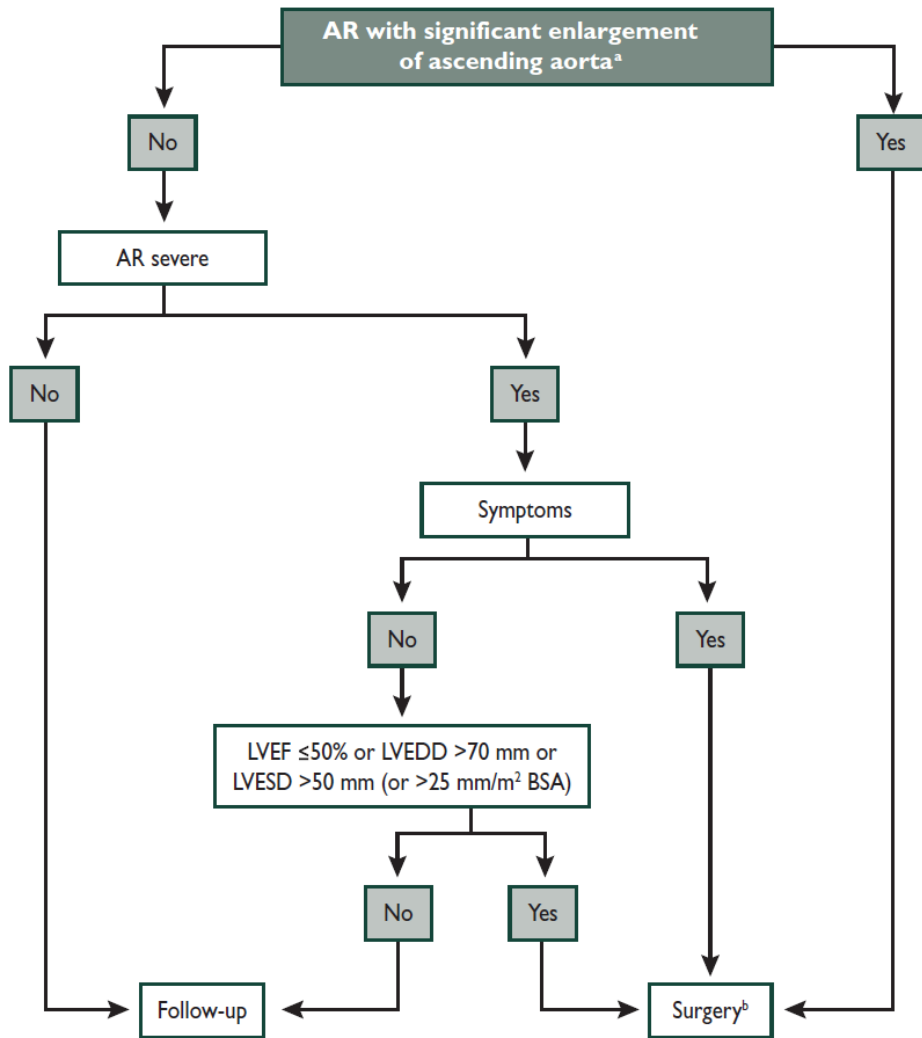 AR with significant enlargement
of ascending aortaᵃ
No
Yes
AR severe
No
Yes
Symptoms
No
Yes
LVEF ≤50% or LVEDD >70 mm or
LVESD >50 mm (or >25 mm/m² BSA)
No
Yes
Follow-up
Surgeryᵇ